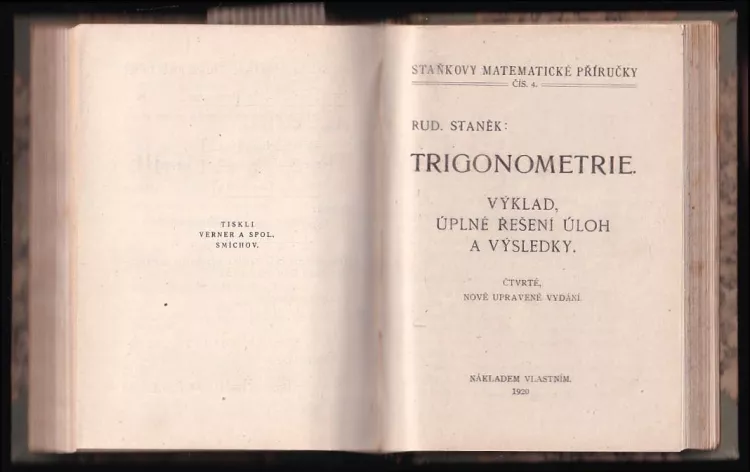 TISKLI
VERNER A SPOL.
SMÍCHOV.
STAŇKOVY MATEMATICKÉ PŘÍRUČKY
ČÍS. 4.
RUD. STANĚK:
TRIGONOMETRIE.
VÝKLAD,
ÚPLNÉ ŘEŠENÍ ÚLOH
A VÝSLEDKY.
ČTVRTÉ,
NOVĚ UPRAVENÉ VYDÁNÍ.
NÁKLADEM VLASTNÍM.
1920